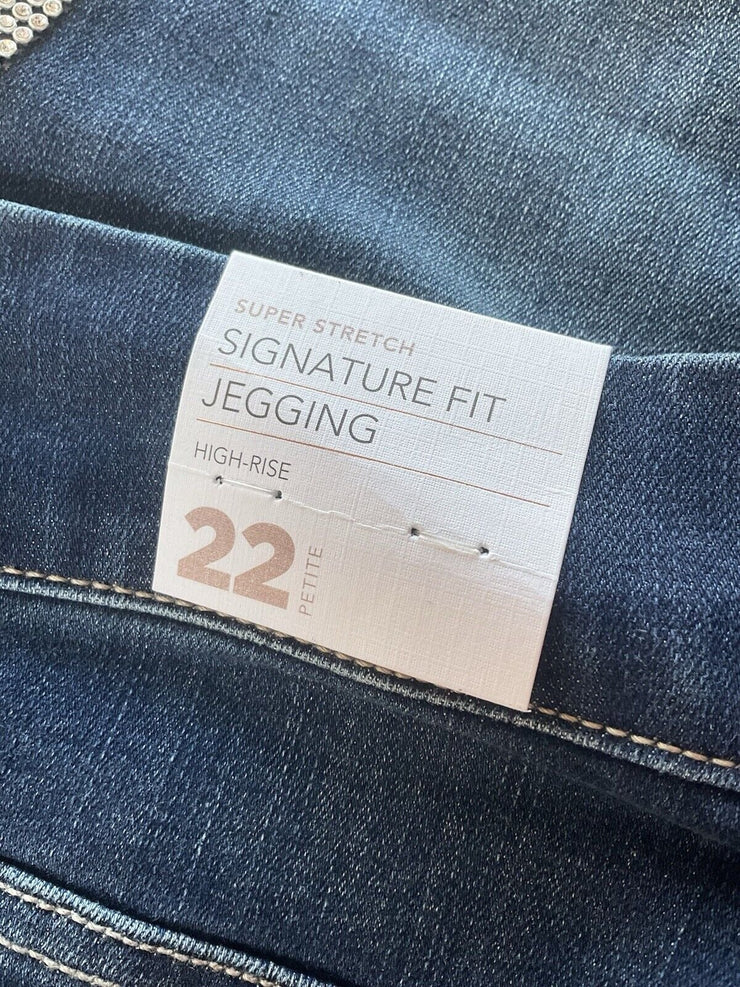 SUPER STRETCH
SIGNATURE FIT
JEGGING
HIGH-RISE
22
PETITE